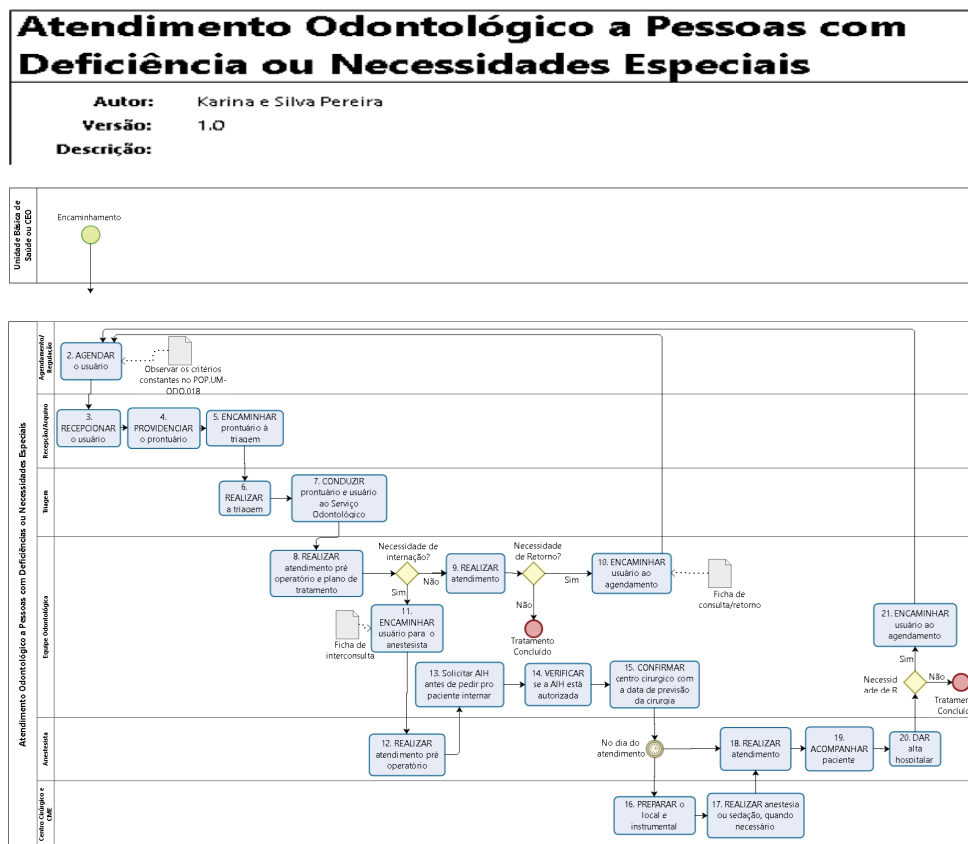 Atendimento Odontológico a Pessoas com
Deficiência ou Necessidades Especiais
Autor: Karina e Silva Pereira
Versão: 1.0
Descrição:
Unidade Básica de
Saúde ou CEO
Encaminhamento
Atendimento Odontológico a Pessoas com Deficiências ou Necessidades Especiais
Agendamento/
Regulação
2. AGENDAR
o usuário
Observar os critérios
constantes no POP.UM-
ODO.018
Recepção/Arquivo
3.
RECEPCIONAR
o usuário
4.
PROVIDENCIAR
o prontuário
5. ENCAMINHAR
prontuário à
triagem
Triagem
6.
REALIZAR
a triagem
7. CONDUZIR
prontuário e usuário
ao Serviço
Odontológico
Equipe Odontológica
8. REALIZAR
atendimento pré
operatório e plano de
tratamento
Necessidade de
internação?
Não
Sim
9. REALIZAR
atendimento
Necessidade
de Retorno?
Sim
Não
Tratamento
Concluído
10. ENCAMINHAR
usuário ao
agendamento
Ficha de
consulta/retorno
11.
ENCAMINHAR
usuário para o
anestesista
Ficha de
interconsulta
13. Solicitar AIH
antes de pedir pro
paciente internar
14. VERIFICAR
se a AIH está
autorizada
15. CONFIRMAR
centro cirurgico com
a data de previsão
da cirurgia
21. ENCAMINHAR
usuário ao
agendamento
Sim
Necessid
ade de R
Não
Tratamen
Concluíd
Anestesista
12. REALIZAR
atendimento pré
operatório
No dia do
atendimento
18. REALIZAR
atendimento
19.
ACOMPANHAR
paciente
20. DAR
alta
hospitalar
Centro Cirúrgico e
CME
16. PREPARAR o
local e
instrumental
17. REALIZAR anestesia
ou sedação, quando
necessário